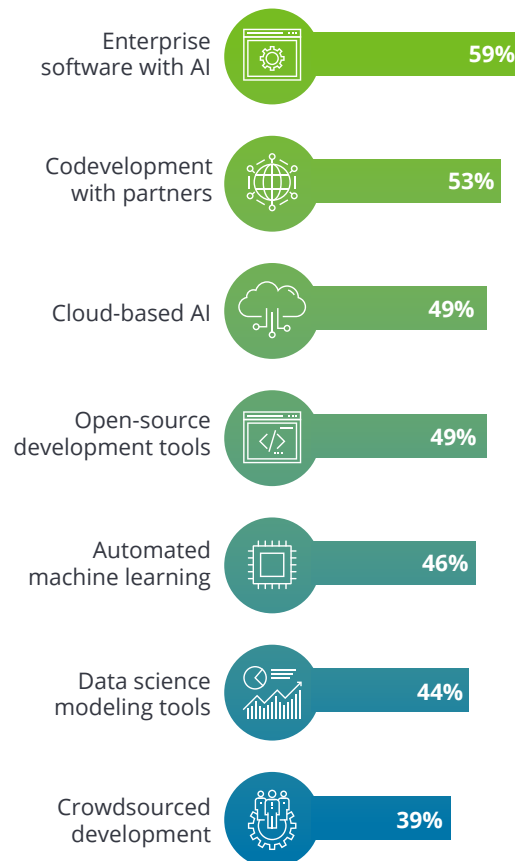 Enterprise
software with AI
59%
Codevelopment
with partners
53%
Cloud-based AI
49%
Open-source
development tools
49%
Automated
machine learning
46%
Data science
modeling tools
44%
Crowdsourced
development
39%